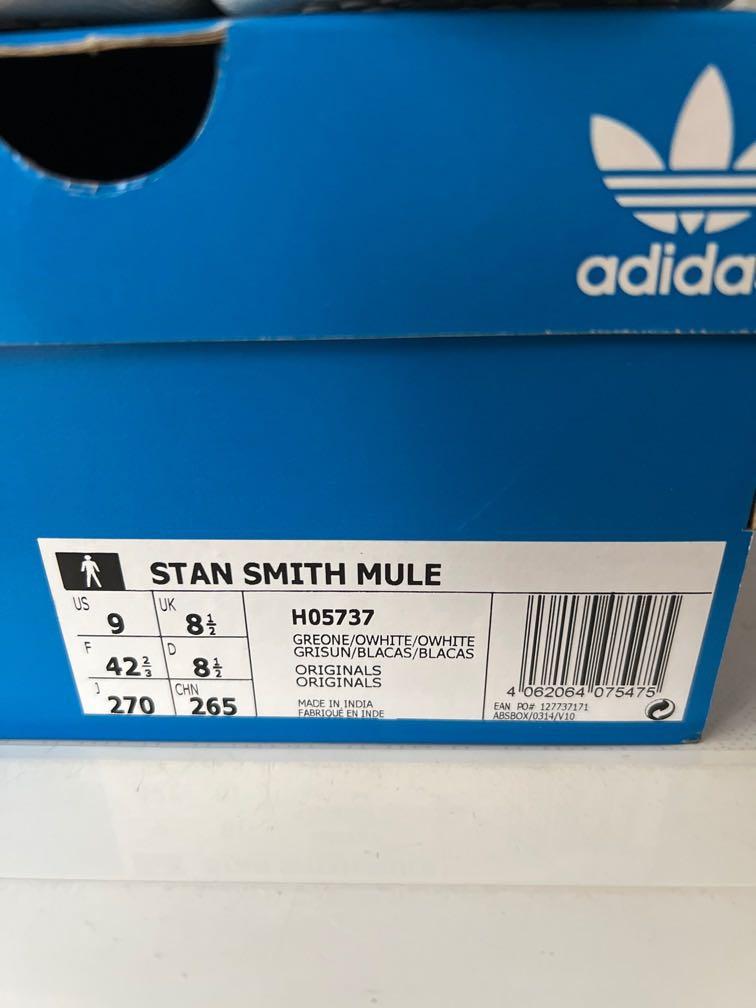 adidas
STAN SMITH MULE
US 9 UK 8½
F 42⅔ D 8½
J 270 CHN 265
H05737
GREONE/OWHITE/OWHITE
GRISUN/BLACAS/BLACAS
ORIGINALS
ORIGINALS
MADE IN INDIA
FABRIQUÉ EN INDE
4 062064 075475
EAN PO# 127737171
ABSBOX/0314/V10